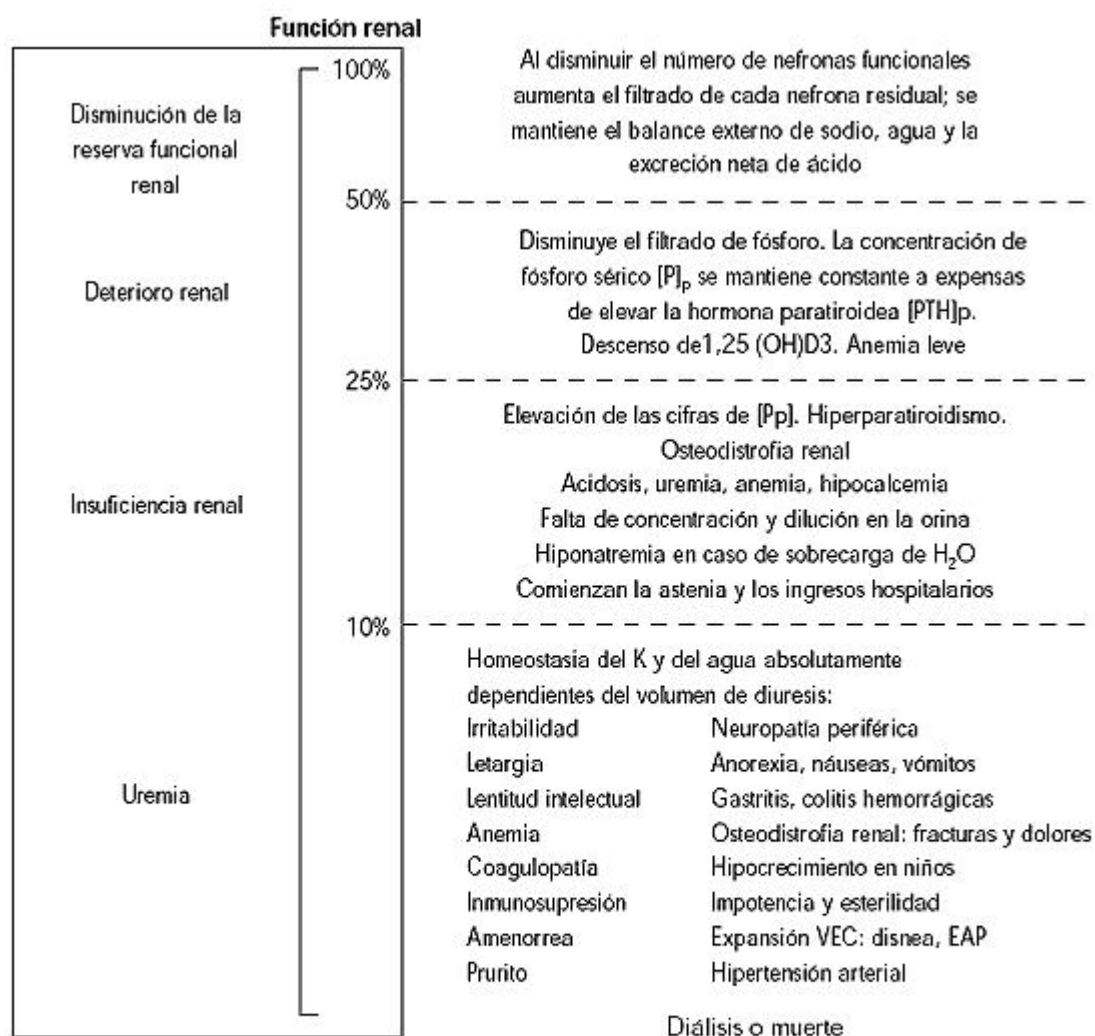 Función renal
100%
Disminución de la
reserva funcional
renal
Al disminuir el número de nefronas funcionales
aumenta el filtrado de cada nefrona residual; se
mantiene el balance externo de sodio, agua y la
excreción neta de ácido
50%
Deterioro renal
Disminuye el filtrado de fósforo. La concentración de
fósforo sérico [P]p se mantiene constante a expensas
de elevar la hormona paratiroidea [PTH]p.
Descenso de1,25 (OH)D3. Anemia leve
25%
Insuficiencia renal
Elevación de las cifras de [Pp]. Hiperparatiroidismo.
Osteodistrofia renal
Acidosis, uremia, anemia, hipocalcemia
Falta de concentración y dilución en la orina
Hiponatremia en caso de sobrecarga de H₂O
Comienzan la astenia y los ingresos hospitalarios
10%
Uremia
Homeostasia del K y del agua absolutamente
dependientes del volumen de diuresis:
Irritabilidad Neuropatía periférica
Letargia Anorexia, náuseas, vómitos
Lentitud intelectual Gastritis, colitis hemorrágicas
Anemia Osteodistrofia renal: fracturas y dolores
Coagulopatía Hipocrecimiento en niños
Inmunosupresión Impotencia y esterilidad
Amenorrea Expansión VEC: disnea, EAP
Prurito Hipertensión arterial
Diálisis o muerte